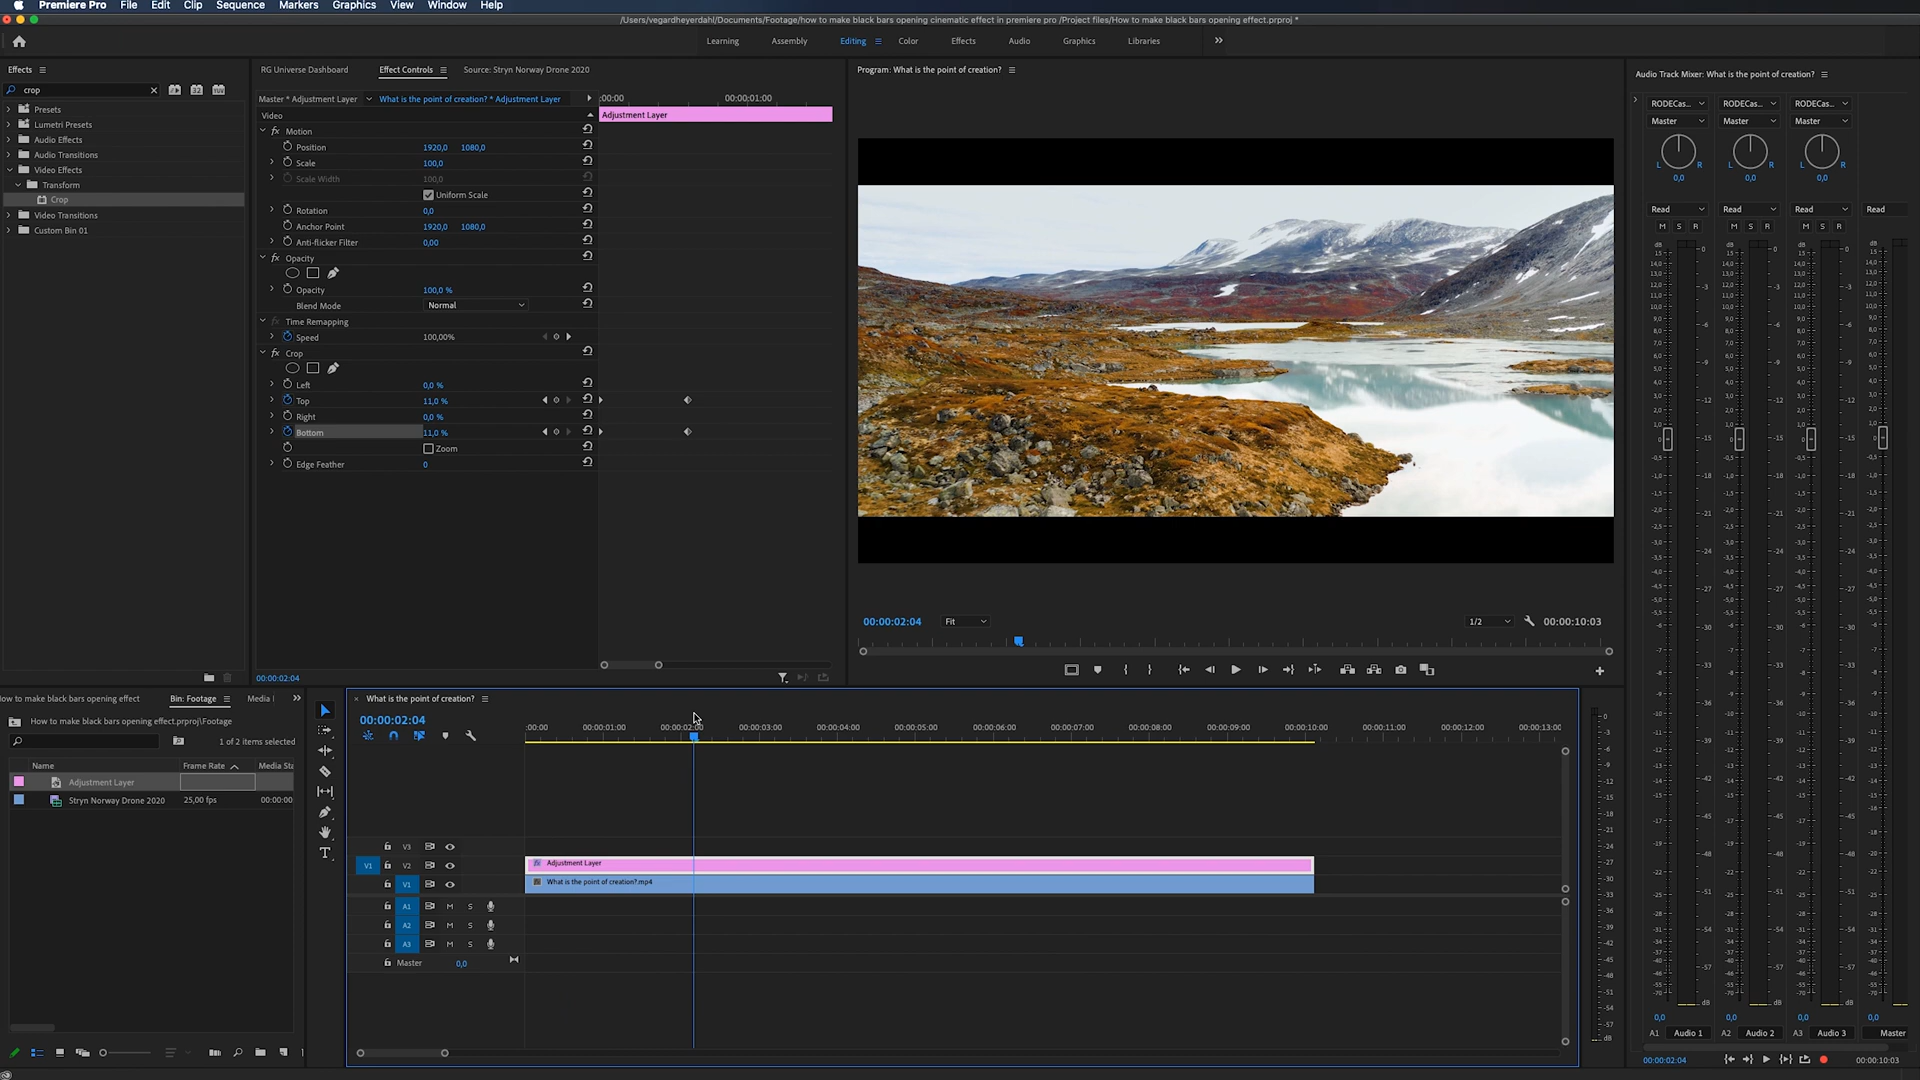 Premiere Pro File Edit Clip Sequence Markers Graphics View Window Help
/Users/vegardheyerdahl/Documents/Footage/how to make black bars opening cinematic effect in premiere pro /Project files/How to make black bars opening effect.prproj *
Learning Assembly Editing Color Effects Audio Graphics Libraries
Effects
crop
Presets
Lumetri Presets
Audio Effects
Audio Transitions
Video Effects
Transform
Crop
Video Transitions
Custom Bin 01
RG Universe Dashboard Effect Controls Source: Stryn Norway Drone 2020
Master * Adjustment Layer What is the point of creation? * Adjustment Layer
:00:00 00:00:01:00
Video
Adjustment Layer
Motion
Position 1920,0 1080,0
Scale 100,0
Scale Width 100,0
Uniform Scale
Rotation 0,0
Anchor Point 1920,0 1080,0
Anti-flicker Filter 0,00
Opacity
Opacity 100,0 %
Blend Mode Normal
Time Remapping
Speed 100,00%
Crop
Left 0,0 %
Top 11,0 %
Right 0,0 %
Bottom 11,0 %
Zoom
Edge Feather 0
00:00:02:04
Program: What is the point of creation?
00:00:02:04 Fit 1/2 00:00:10:03
Audio Track Mixer: What is the point of creation?
RODECas... RODECas... RODECas...
Master Master Master
L R L R L R
0,0 0,0 0,0
Read Read Read Read
M S R M S R M S R
0,0 0,0 0,0 0,0
A1 Audio 1 A2 Audio 2 A3 Audio 3 Master
00:00:02:04 00:00:10:03
ow to make black bars opening effect Bin: Footage Media I
How to make black bars opening effect.prproj\Footage
1 of 2 items selected
Name Frame Rate Media Sta
Adjustment Layer
Stryn Norway Drone 2020 25,00 fps 00:00:00
What is the point of creation?
00:00:02:04
:00:00 00:00:01:00 00:00:03:00 00:00:04:00 00:00:05:00 00:00:06:00 00:00:07:00 00:00:08:00 00:00:09:00 00:00:10:00 00:00:11:00 00:00:12:00 00:00:13:00
V3
V1 V2 Adjustment Layer
V1 What is the point of creation?.mp4
A1 M S
A2 M S
A3 M S
Master 0,0